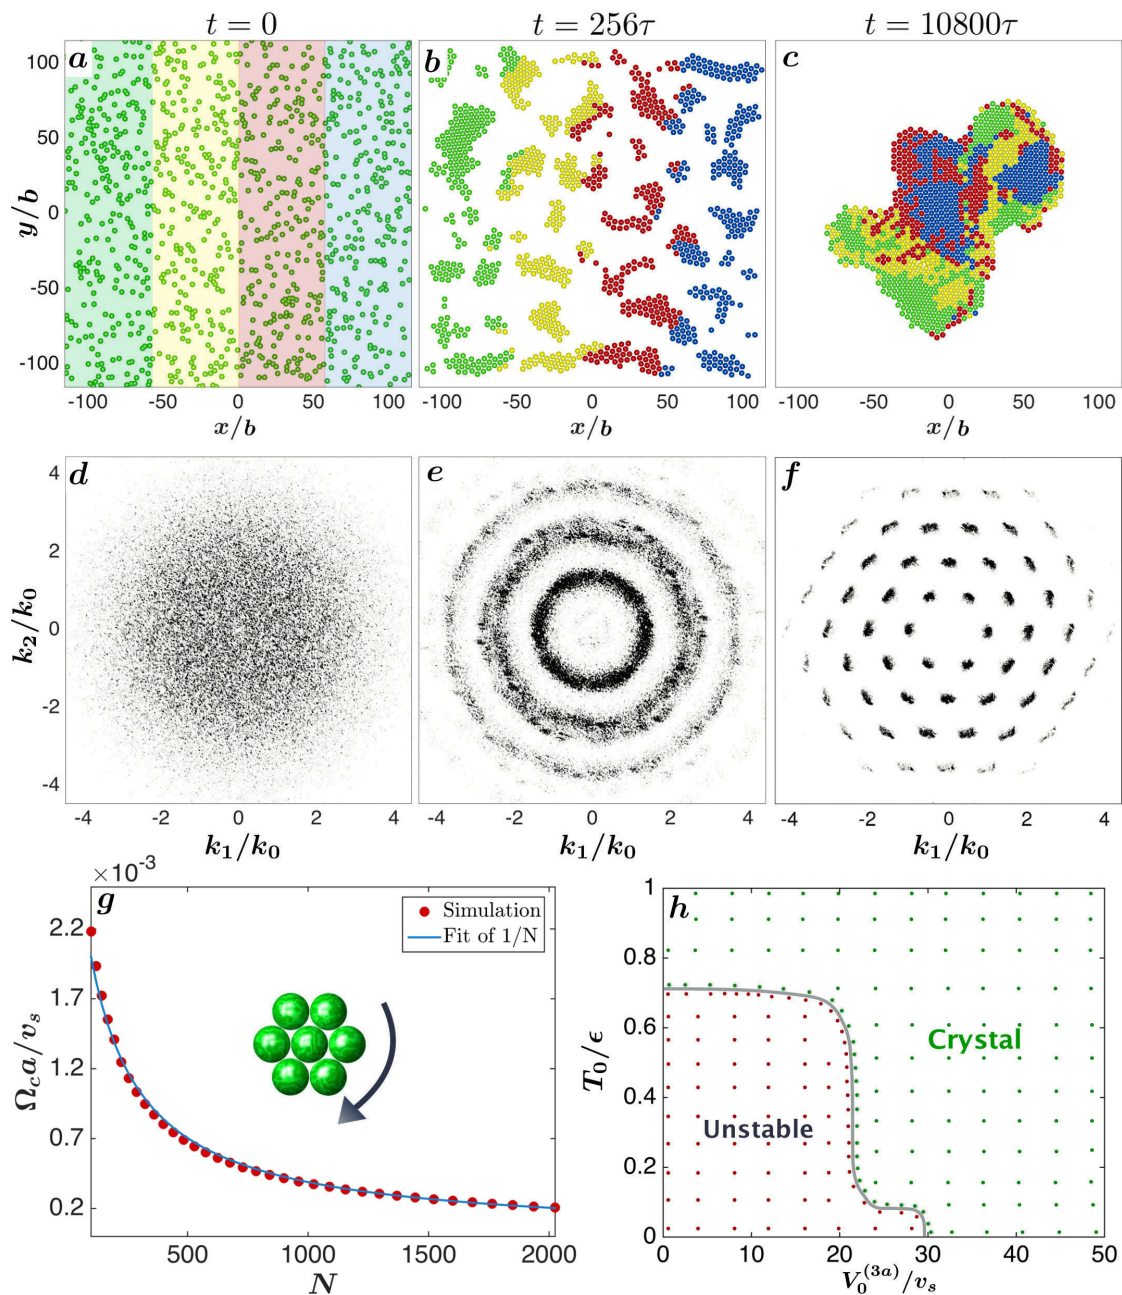 t = 0
t = 256τ
t = 10800τ
a
b
c
100
50
0
-50
-100
y/b
-100 -50 0 50 100
-100 -50 0 50 100
-100 -50 0 50 100
x/b
x/b
x/b
d
e
f
4
2
0
-2
-4
k₂/k₀
-4 -2 0 2 4
-4 -2 0 2 4
-4 -2 0 2 4
k₁/k₀
k₁/k₀
k₁/k₀
×10⁻³
g
2.2
1.7
1.2
0.7
0.2
Ω_c a/v_s
Simulation
Fit of 1/N
500 1000 1500 2000
N
h
1
0.8
0.6
0.4
0.2
0
T₀/ϵ
Crystal
Unstable
0 10 20 30 40 50
V₀^(3a)/v_s